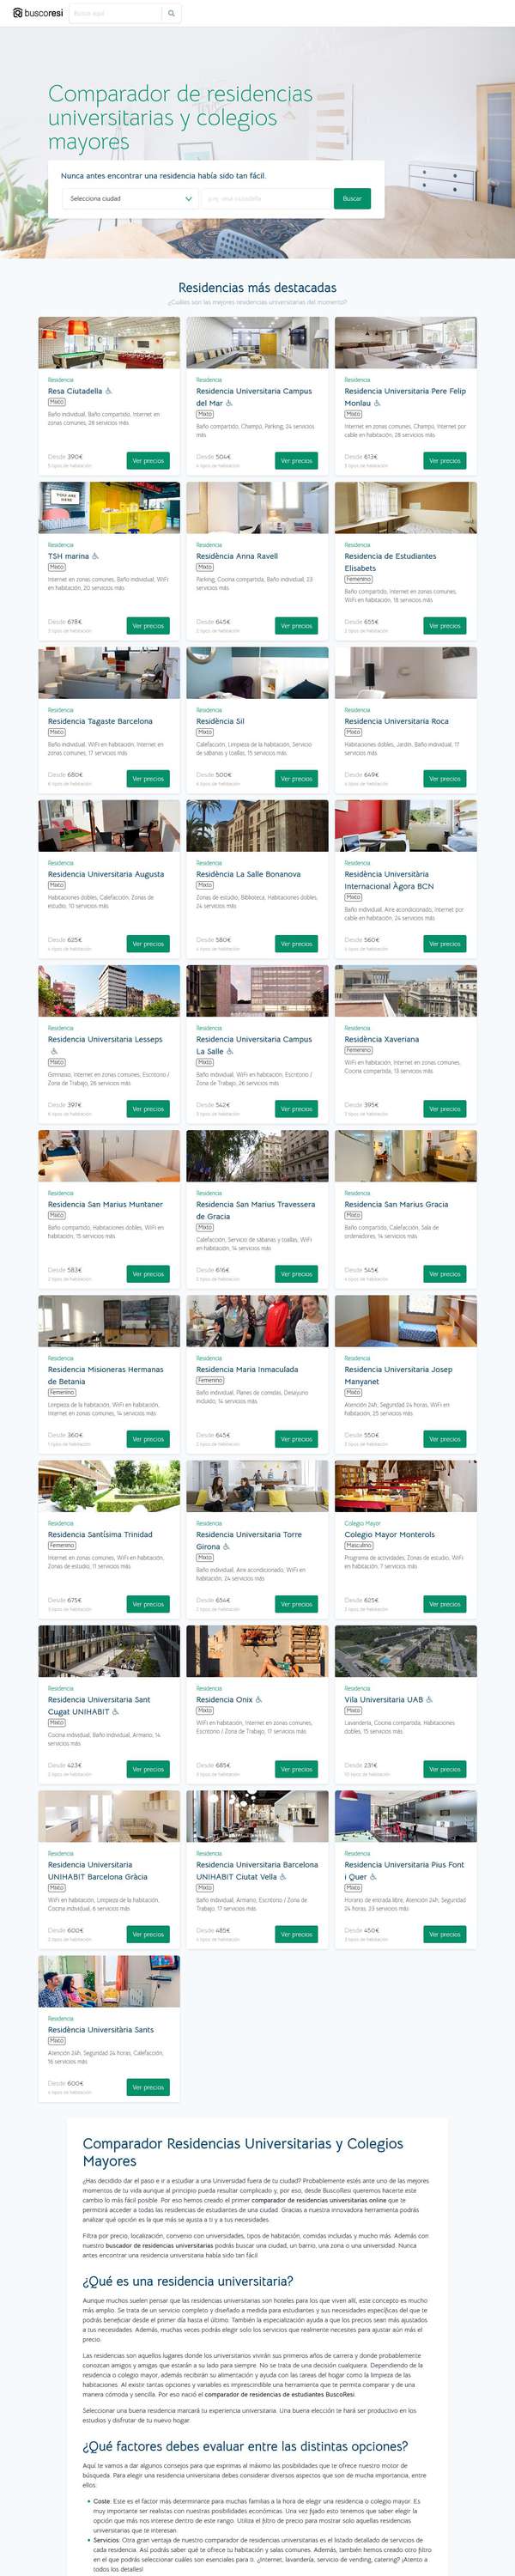 buscoresi
Comparador de residencias
universitarias y colegios
mayores
Nunca antes encontrar una residencia había sido tan fácil.
Selecciona ciudad
Buscar
Residencias más destacadas
¿Cuáles son las mejores residencias universitarias del momento?
Residencia
Resa Ciutadella
Mixto
Baño individual, Baño compartido, Internet en
zonas comunes, 28 servicios más
Desde 390€
Ver precios
Residencia
Residencia Universitaria Campus
del Mar
Mixto
Baño compartido, Champú, Parking, 24 servicios
más
Desde 504€
Ver precios
Residencia
Residencia Universitaria Pere Felip
Monlau
Mixto
Internet en zonas comunes, Champú, Internet por
cable en habitación, 28 servicios más
Desde 613€
Ver precios
Residencia
TSH marina
Mixto
Internet en zonas comunes, Baño individual, WiFi
en habitación, 20 servicios más
Desde 678€
Ver precios
Residencia
Residència Anna Ravell
Mixto
Parking, Cocina compartida, Baño individual, 23
servicios más
Desde 645€
Ver precios
Residencia
Residencia de Estudiantes
Elisabets
Femenino
Baño compartido, Internet en zonas comunes,
WiFi en habitación, 18 servicios más
Desde 655€
Ver precios
Residencia
Residencia Tagaste Barcelona
Mixto
Baño individual, WiFi en habitación, Internet en
zonas comunes, 17 servicios más
Desde 680€
Ver precios
Residencia
Residència Sil
Mixto
Calefacción, Limpieza de la habitación, Servicio
de sábanas y toallas, 15 servicios más
Desde 500€
Ver precios
Residencia
Residencia Universitaria Roca
Mixto
Habitaciones dobles, Jardín, Baño individual, 17
servicios más
Desde 649€
Ver precios
Residencia
Residencia Universitaria Augusta
Mixto
Habitaciones dobles, Calefacción, Zonas de
estudio, 10 servicios más
Desde 625€
Ver precios
Residencia
Residència La Salle Bonanova
Mixto
Zonas de estudio, Biblioteca, Habitaciones dobles,
24 servicios más
Desde 580€
Ver precios
Residencia
Residència Universitària
Internacional Àgora BCN
Mixto
Baño individual, Aire acondicionado, Internet por
cable en habitación, 24 servicios más
Desde 560€
Ver precios
Residencia
Residencia Universitaria Lesseps
Mixto
Gimnasio, Internet en zonas comunes, Escritorio /
Zona de Trabajo, 26 servicios más
Desde 397€
Ver precios
Residencia
Residencia Universitaria Campus
La Salle
Mixto
Baño individual, WiFi en habitación, Escritorio /
Zona de Trabajo, 26 servicios más
Desde 542€
Ver precios
Residencia
Residència Xaveriana
Femenino
WiFi en habitación, Internet en zonas comunes,
Cocina compartida, 13 servicios más
Desde 395€
Ver precios
Residencia
Residencia San Marius Muntaner
Mixto
Baño compartido, Habitaciones dobles, WiFi en
habitación, 15 servicios más
Desde 583€
Ver precios
Residencia
Residencia San Marius Travessera
de Gracia
Mixto
Calefacción, Servicio de sábanas y toallas, WiFi
en habitación, 14 servicios más
Desde 616€
Ver precios
Residencia
Residencia San Marius Gracia
Mixto
Baño compartido, Calefacción, Sala de
ordenadores, 14 servicios más
Desde 545€
Ver precios
Residencia
Residencia Misioneras Hermanas
de Betania
Femenino
Limpieza de la habitación, WiFi en habitación,
Internet en zonas comunes, 14 servicios más
Desde 360€
Ver precios
Residencia
Residencia Maria Inmaculada
Femenino
Baño individual, Planes de comidas, Desayuno
incluido, 14 servicios más
Desde 645€
Ver precios
Residencia
Residencia Universitaria Josep
Manyanet
Mixto
Atención 24h, Seguridad 24 horas, WiFi en
habitación, 25 servicios más
Desde 550€
Ver precios
Residencia
Residencia Santísima Trinidad
Femenino
Internet en zonas comunes, WiFi en habitación,
Zonas de estudio, 11 servicios más
Desde 675€
Ver precios
Residencia
Residencia Universitaria Torre
Girona
Mixto
Baño individual, Aire acondicionado, WiFi en
habitación, 24 servicios más
Desde 654€
Ver precios
Colegio Mayor
Colegio Mayor Monterols
Masculino
Programa de actividades, Zonas de estudio, WiFi
en habitación, 7 servicios más
Desde 825€
Ver precios
Residencia
Residencia Universitaria Sant
Cugat UNIHABIT
Mixto
Cocina individual, Baño individual, Armario, 14
servicios más
Desde 423€
Ver precios
Residencia
Residencia Onix
Mixto
WiFi en habitación, Internet en zonas comunes,
Escritorio / Zona de Trabajo, 17 servicios más
Desde 685€
Ver precios
Residencia
Vila Universitaria UAB
Mixto
Lavandería, Cocina compartida, Habitaciones
dobles, 15 servicios más
Desde 231€
Ver precios
Residencia
Residencia Universitaria
UNIHABIT Barcelona Gràcia
Mixto
WiFi en habitación, Limpieza de la habitación,
Cocina individual, 6 servicios más
Desde 600€
Ver precios
Residencia
Residencia Universitaria Barcelona
UNIHABIT Ciutat Vella
Mixto
Baño individual, Armario, Escritorio / Zona de
Trabajo, 17 servicios más
Desde 485€
Ver precios
Residencia
Residencia Universitaria Pius Font
i Quer
Mixto
Horario de entrada libre, Atención 24h, Seguridad
24 horas, 23 servicios más
Desde 450€
Ver precios
Residencia
Residència Universitària Sants
Mixto
Atención 24h, Seguridad 24 horas, Calefacción,
16 servicios más
Desde 600€
Ver precios
Comparador Residencias Universitarias y Colegios
Mayores
¿Has decidido dar el paso e ir a estudiar a una Universidad fuera de tu ciudad? Probablemente estés ante uno de las mejores
momentos de tu vida aunque al principio pueda resultar complicado y, por eso, desde BuscoResi queremos hacerte este
cambio lo más fácil posible. Por eso hemos creado el primer comparador de residencias universitarias online que te
permitirá acceder a todas las residencias de estudiantes de una ciudad. Gracias a nuestra innovadora herramienta podrás
analizar qué opción es la que más se ajusta a ti y a tus necesidades.
Filtra por precio, localización, convenio con universidades, tipos de habitación, comidas incluidas y mucho más. Además con
nuestro buscador de residencias universitarias podrás buscar una ciudad, un barrio, una zona o una universidad. Nunca
antes encontrar una residencia universitaria había sido tan fácil
¿Qué es una residencia universitaria?
Aunque muchos suelen pensar que las residencias universitarias son hoteles para los que viven allí, este concepto es mucho
más amplio. Se trata de un servicio completo y diseñado a medida para estudiantes y sus necesidades específicas del que te
podrás beneficiar desde el primer día hasta el último. También la especialización ayuda a que los precios sean más ajustados
a tus necesidades. Además, muchas veces podrás elegir solo los servicios que realmente necesites para ajustar aún más el
precio.
Las residencias son aquellos lugares donde los universitarios vivirán sus primeros años de carrera y donde probablemente
conozcan amigos y amigas que estarán a su lado para siempre. No se trata de una decisión cualquiera. Dependiendo de la
residencia o colegio mayor, además recibirán su alimentación y ayuda con las tareas del hogar como la limpieza de las
habitaciones. Al existir tantas opciones y variables es imprescindible una herramienta que te permita comparar y de una
manera cómoda y sencilla. Por eso nació el comparador de residencias de estudiantes BuscoResi.
Seleccionar una buena residencia marcará tu experiencia universitaria. Una buena elección te hará ser productivo en los
estudios y disfrutar de tu nuevo hogar.
¿Qué factores debes evaluar entre las distintas opciones?
Aquí te vamos a dar algunos consejos para que exprimas al máximo las posibilidades que te ofrece nuestro motor de
búsqueda. Para elegir una residencia universitaria debes considerar diversos aspectos que son de mucha importancia, entre
ellos:
Coste: Este es el factor más determinante para muchas familias a la hora de elegir una residencia o colegio mayor. Es
muy importante ser realistas con nuestras posibilidades económicas. Una vez fijado esto tenemos que saber elegir la
opción que más nos interese dentro de este rango. Utiliza el filtro de precio para mostrar solo aquellas residencias
universitarias que te interesan.
Servicios: Otra gran ventaja de nuestro comparador de residencias universitarias es el listado detallado de servicios de
cada residencia. Así podrás saber qué te ofrece tu habitación y salas comunes. Además, también hemos creado otro filtro
en el que podrás seleccionar cuáles son esenciales para ti. ¿Internet, lavandería, servicio de vending, catering? ¡Atento a
todos los detalles!